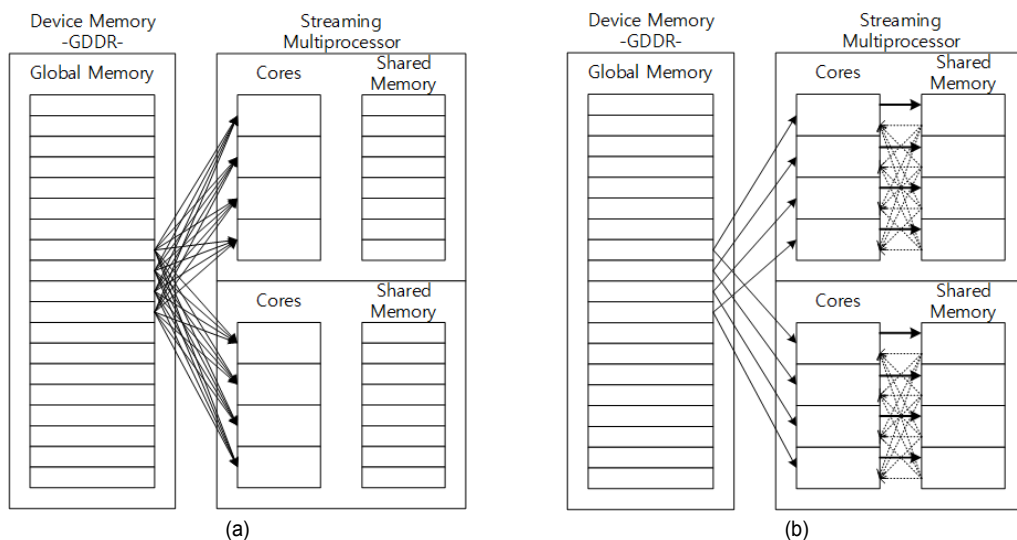 Device Memory
-GDDR-
Streaming
Multiprocessor
Global Memory
Cores
Shared
Memory
Cores
Shared
Memory
(a)
Device Memory
-GDDR-
Streaming
Multiprocessor
Global Memory
Cores
Shared
Memory
Cores
Shared
Memory
(b)